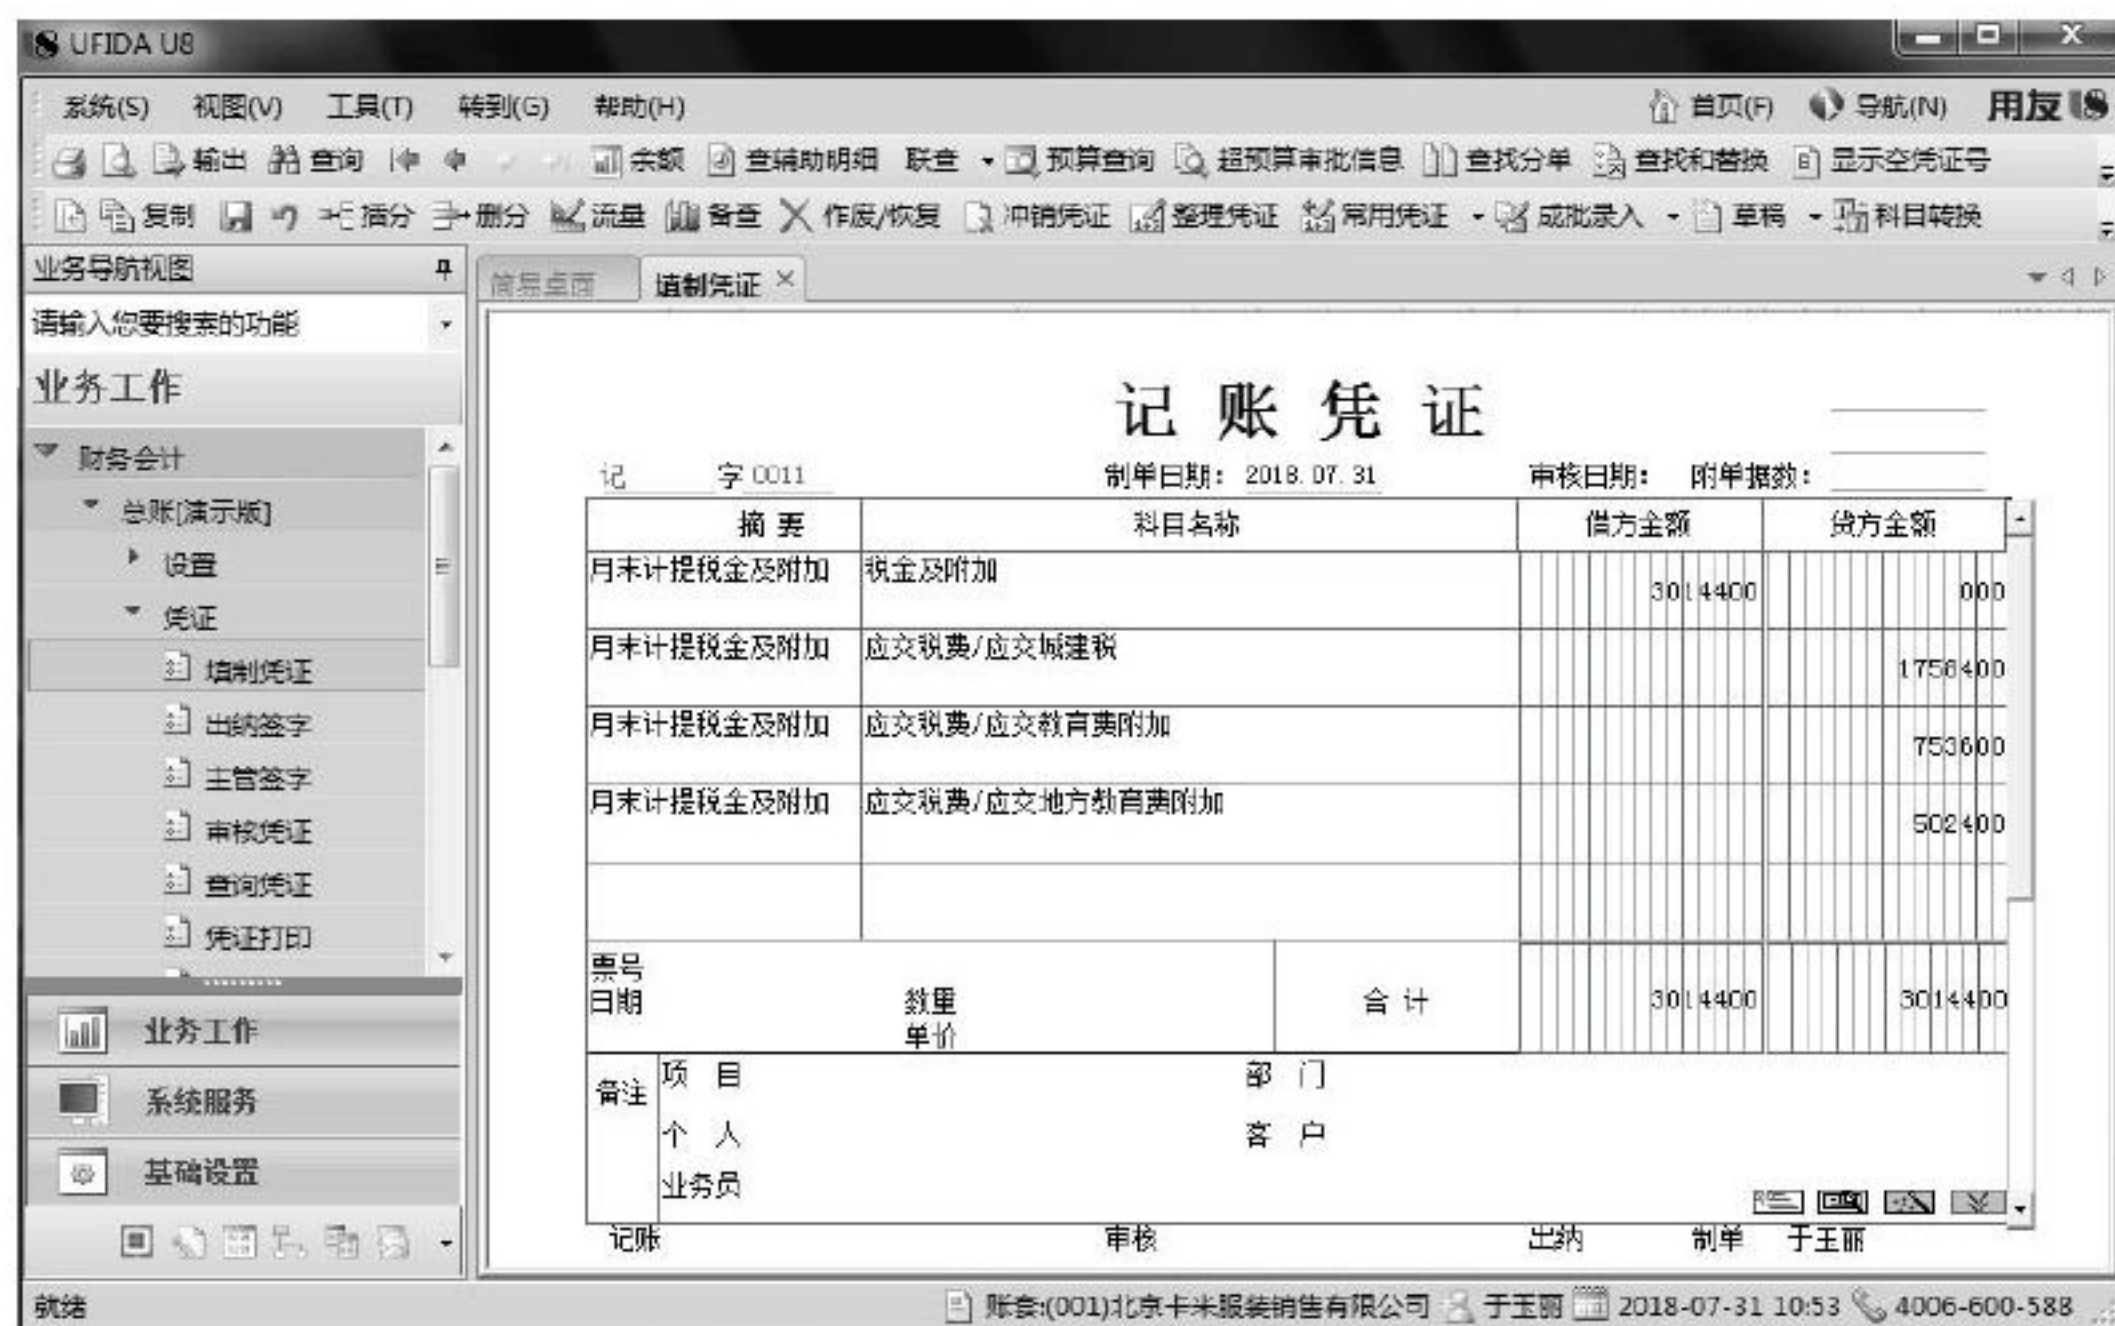 UFIDA U8
系统(S) 视图(V) 工具(T) 转到(G) 帮助(H) 首页(F) 导航(N) 用友U8
输出 查询 余额 查辅助明细 联查 预算查询 超预算审批信息 查找分单 查找和替换 显示空凭证号
复制 插分 删分 流量 备查 作废/恢复 冲销凭证 整理凭证 常用凭证 成批录入 草稿 科目转换
业务导航视图
简易桌面 填制凭证
请输入您要搜索的功能
业务工作
财务会计
总账[演示版]
设置
凭证
填制凭证
出纳签字
主管签字
审核凭证
查询凭证
凭证打印
业务工作
系统服务
基础设置
记账凭证
记 字 0011 制单日期: 2018.07.31 审核日期: 附单据数:
摘要 科目名称 借方金额 贷方金额
月末计提税金及附加 税金及附加 3014400 000
月末计提税金及附加 应交税费/应交城建税 1758400
月末计提税金及附加 应交税费/应交教育费附加 753600
月末计提税金及附加 应交税费/应交地方教育费附加 502400
票号
日期 数量 合计 3014400 3014400
单价
备注 项目 部门
个人 客户
业务员
记账 审核 出纳 制单 于玉丽
就绪 账套:(001)北京卡米服装销售有限公司 于玉丽 2018-07-31 10:53 4006-600-588